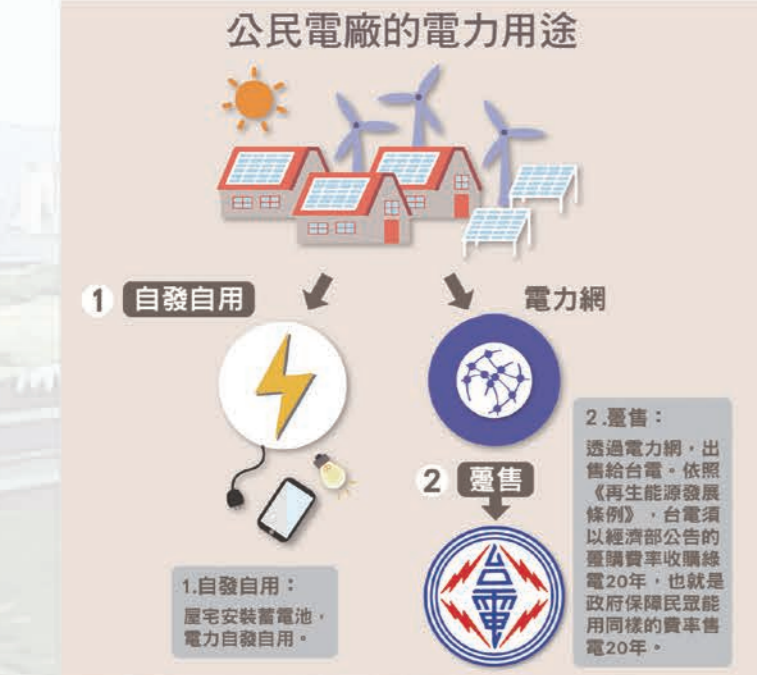 公民電廠的電力用途
1 自發自用
電力網
2 躉售
台電
1.自發自用：
屋宅安裝蓄電池，
電力自發自用。
2.躉售：
透過電力網，出
售給台電。依照
《再生能源發展
條例》，台電須
以經濟部公告的
躉購費率收購綠
電20年，也就是
政府保障民眾能
用同樣的費率售
電20年。